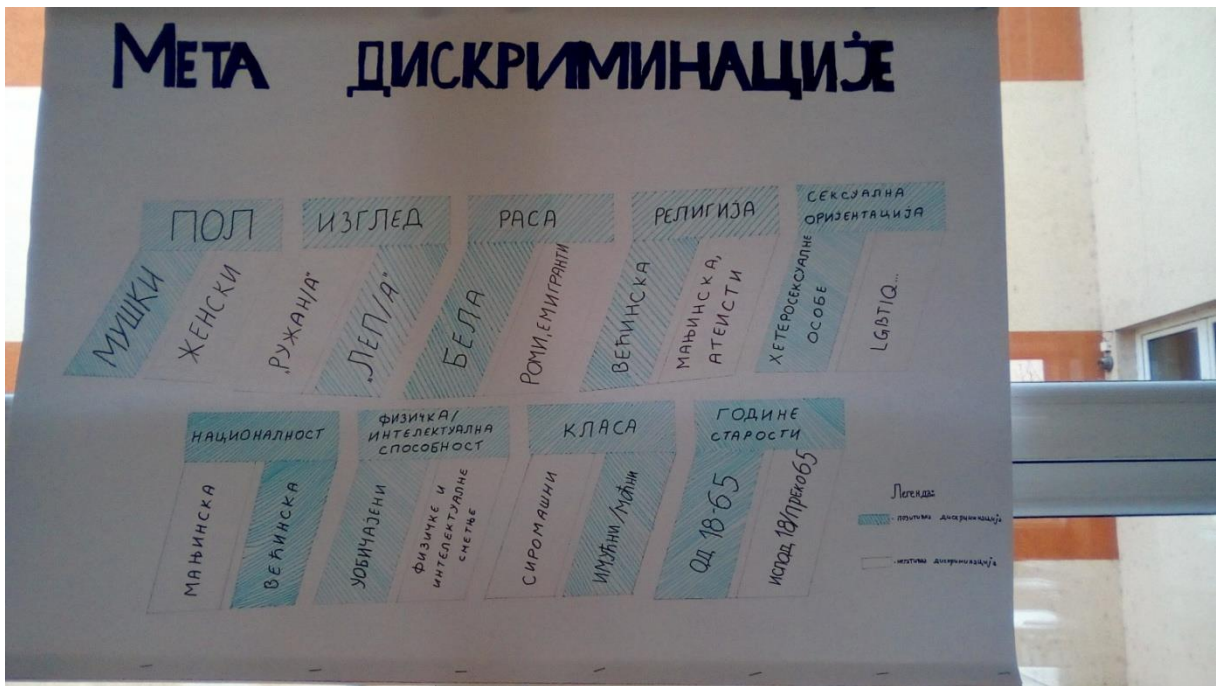 МЕТА ДИСКРИМИНАЦИЈЕ
ПОЛ
МУШКИ
ЖЕНСКИ
ИЗГЛЕД
„РУЖАН/А“
„ЛЕП/А“
РАСА
БЕЛА
РОМИ, ЕМИГРАНТИ
РЕЛИГИЈА
ВЕЋИНСКА
МАЊИНСКА,
АТЕИСТИ
СЕКСУАЛНА
ОРИЈЕНТАЦИЈА
ХЕТЕРОСЕКСУАЛНЕ
ОСОБЕ
LGBTIQ...
НАЦИОНАЛНОСТ
МАЊИНСКА
ВЕЋИНСКА
ФИЗИЧКА/
ИНТЕЛЕКТУАЛНА
СПОСОБНОСТ
УОБИЧАЈЕНИ
ФИЗИЧКЕ И
ИНТЕЛЕКТУАЛНЕ
СМЕТЊЕ
КЛАСА
СИРОМАШНИ
ИМУЋНИ/МОЋНИ
ГОДИНЕ
СТАРОСТИ
ОД 18-65
ИСПОД 18/ПРЕКО 65
Легенда:
- позитивна дискриминација
- негативна дискриминација